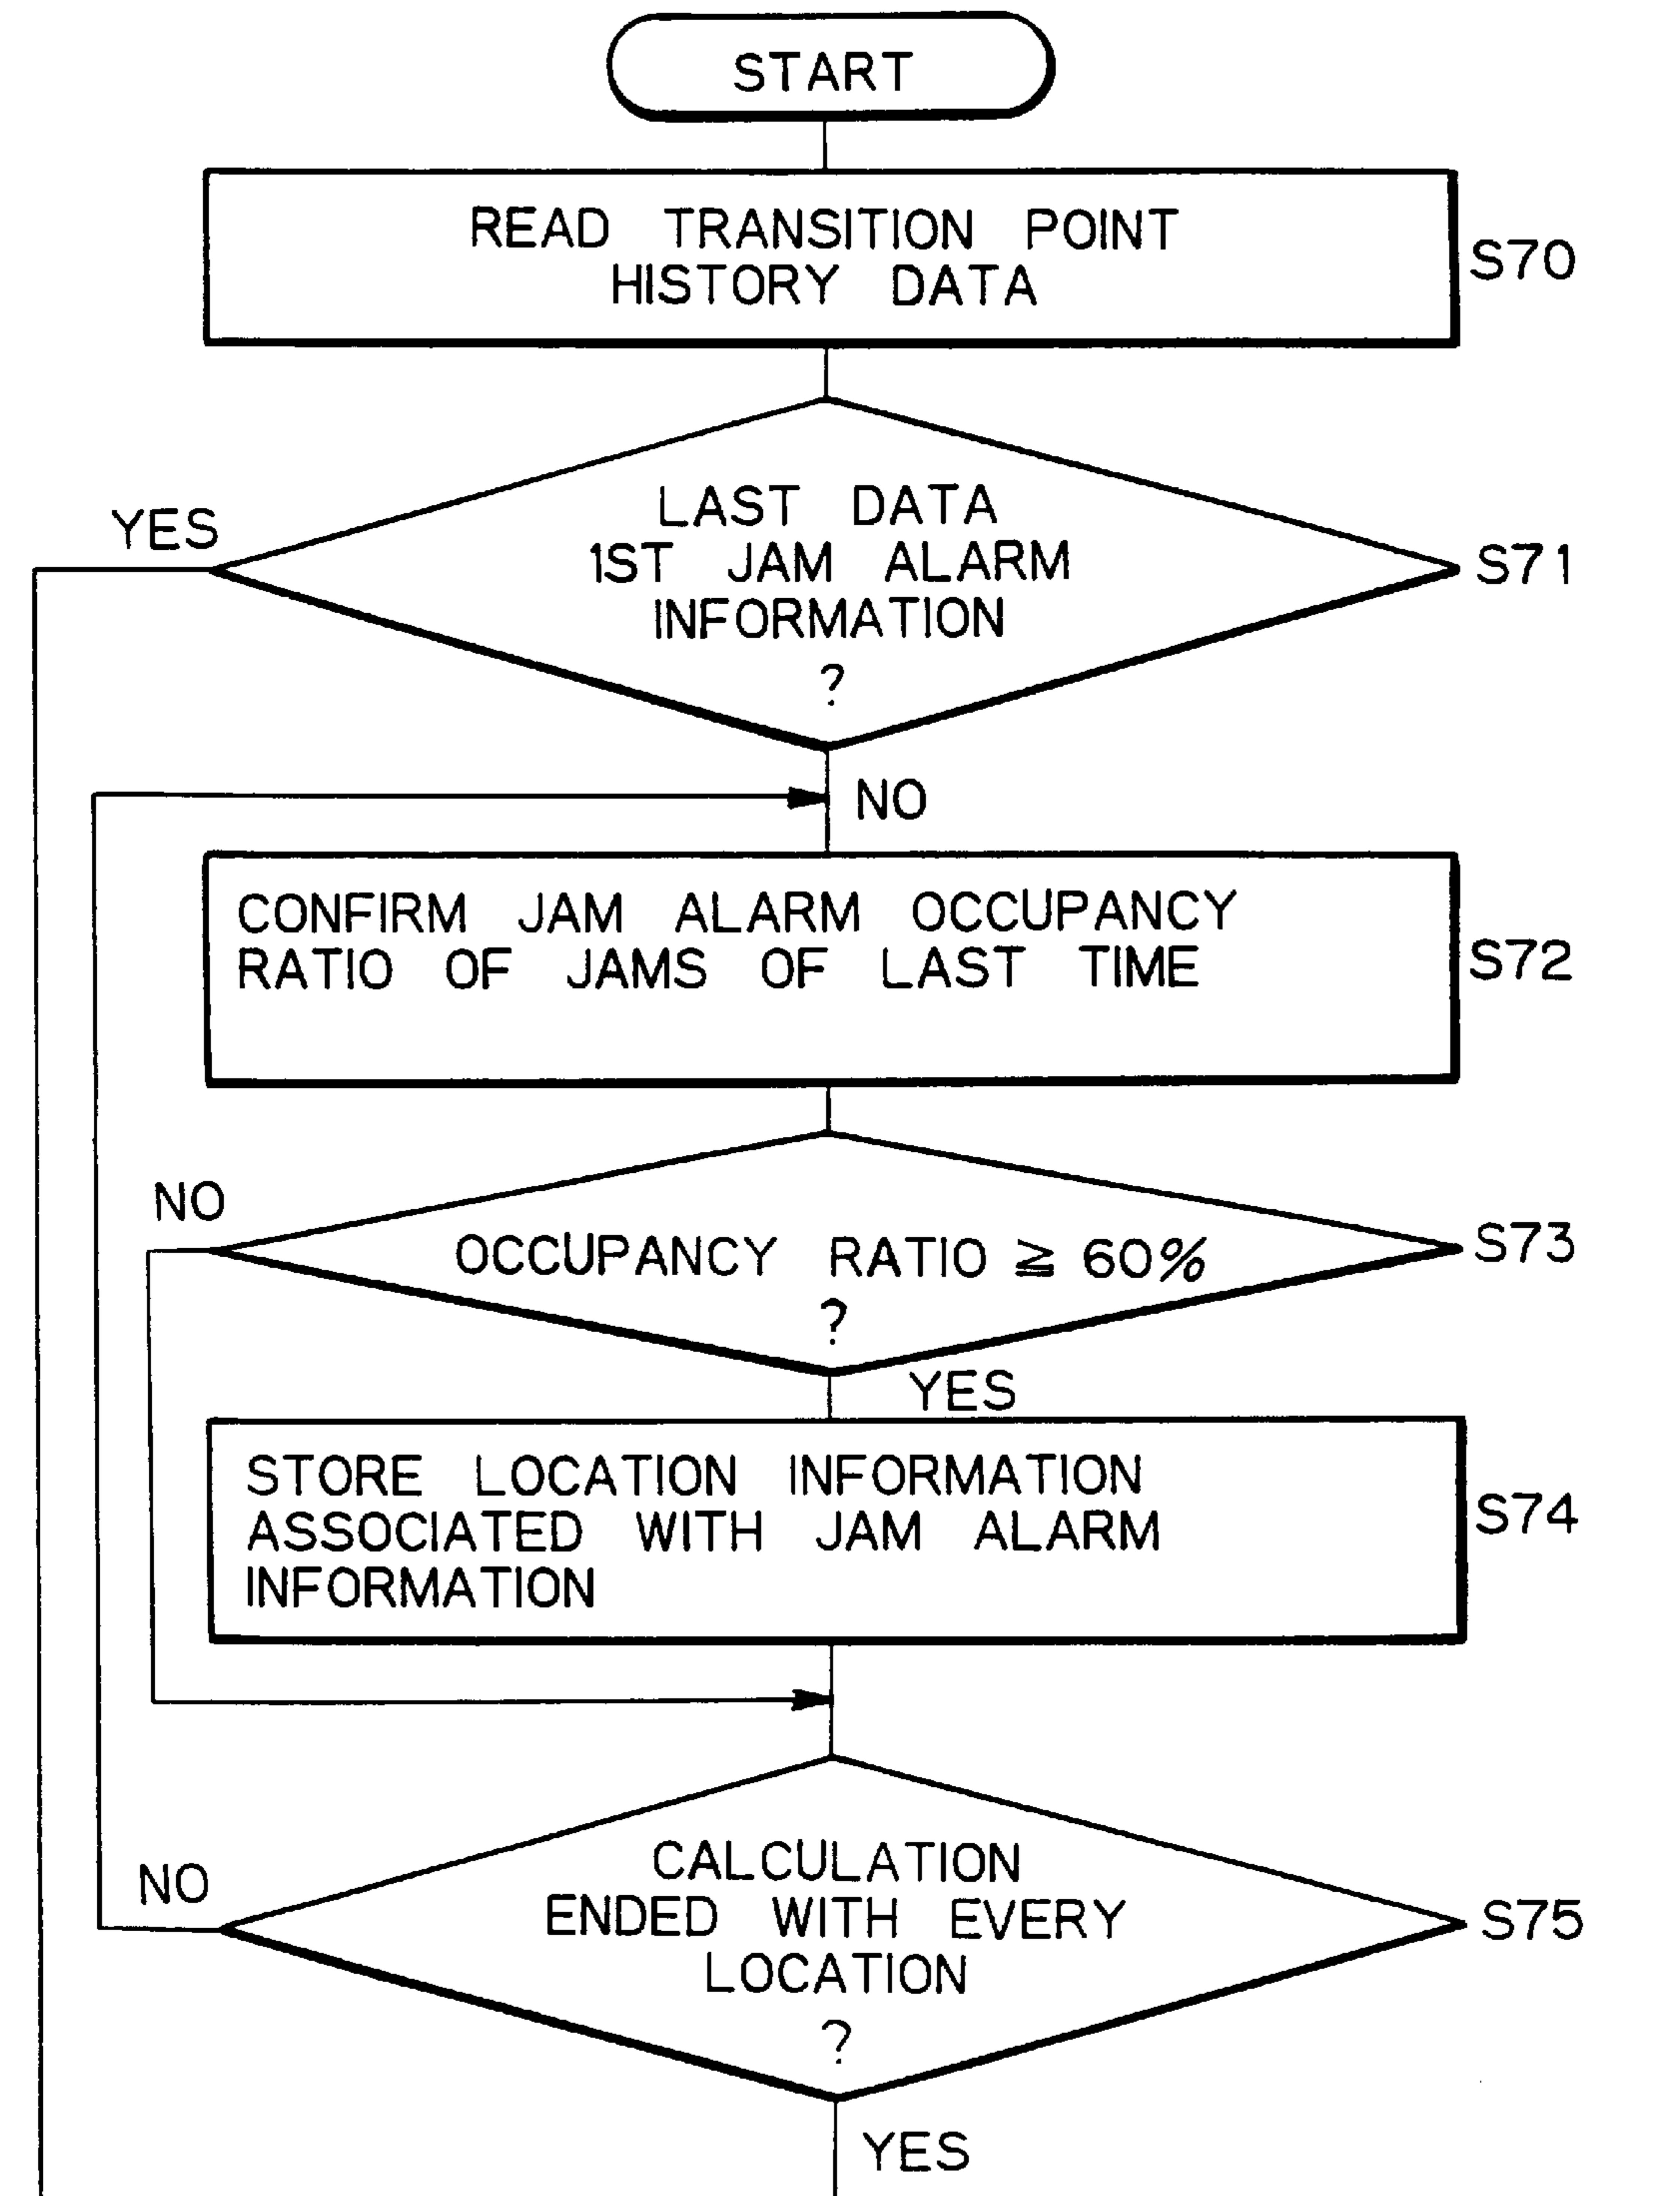 START
READ TRANSITION POINT
HISTORY DATA
S70
LAST DATA
1ST JAM ALARM
INFORMATION
?
YES
S71
NO
CONFIRM JAM ALARM OCCUPANCY
RATIO OF JAMS OF LAST TIME
S72
NO
OCCUPANCY RATIO ≧ 60%
?
S73
YES
STORE LOCATION INFORMATION
ASSOCIATED WITH JAM ALARM
INFORMATION
S74
CALCULATION
ENDED WITH EVERY
LOCATION
?
NO
S75
YES